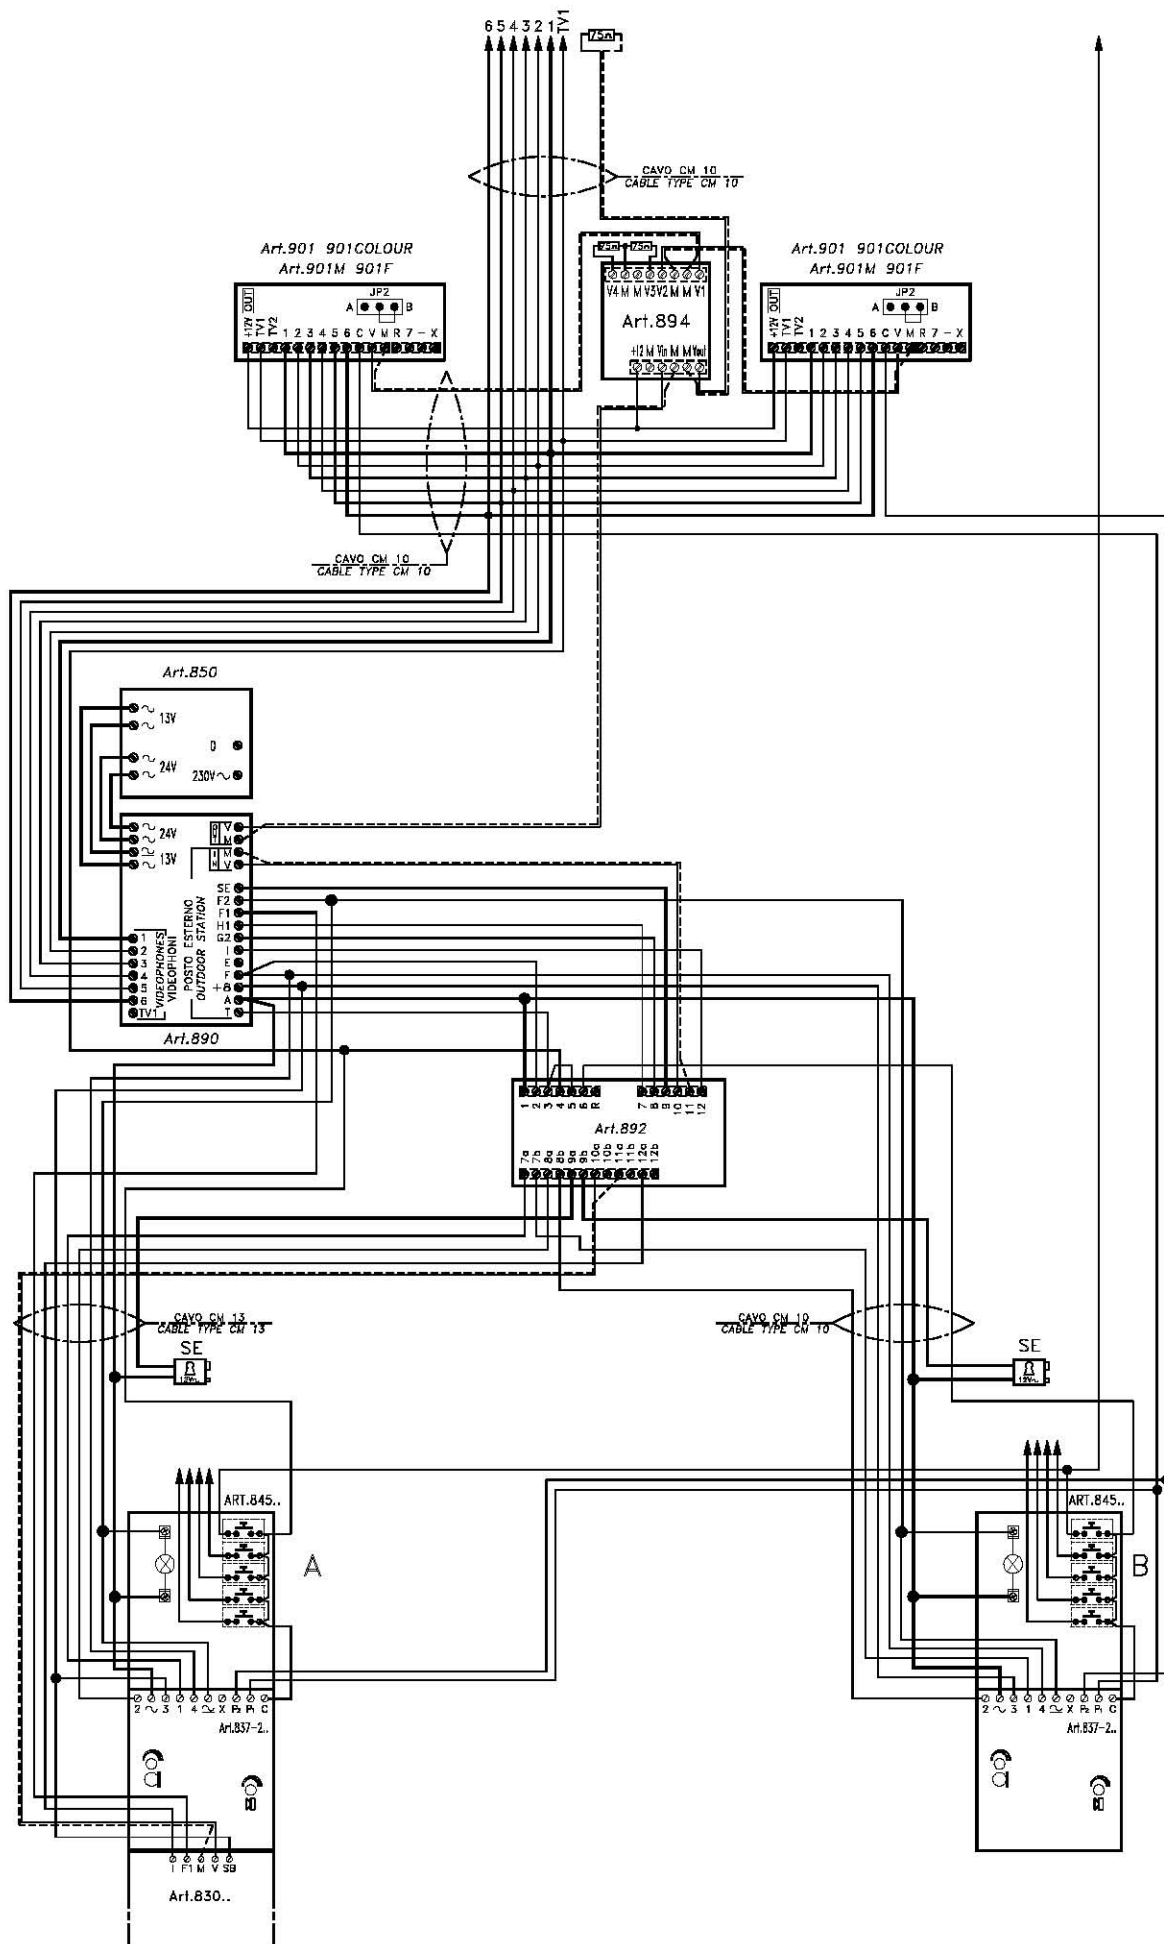 6 5 4 3 2 1 TV1
75Ω
CAVO CM 10
CABLE TYPE CM 10
Art.901 901COLOUR
Art.901M 901F
JP2
A B
OUT
+12V TV1 TV2 1 2 3 4 5 6 C V M R 7 – X
75Ω 75Ω
V4 M M V3 V2 M M V1
Art.894
+12 M Vin M M Vout
Art.901 901COLOUR
Art.901M 901F
JP2
A B
OUT
+12V TV1 TV2 1 2 3 4 5 6 C V M R 7 – X
CAVO CM 10
CABLE TYPE CM 10
Art.850
13V
24V
0
230V~
24V
13V
V
M
M
V
SE
F2
F1
H1
G2
I
E
F
+8
A
T
POSTO ESTERNO
OUTDOOR STATION
VIDEOPHONES
VIDEOPHONI
1
2
3
4
5
6
TV1
Art.890
1 2 3 4 5 6 R 7 8 9 10 11 12
Art.892
7a 7b 8a 8b 9a 9b 10a 10b 11a 11b 12a 12b
CAVO CM 13
CABLE TYPE CM 13
CAVO CM 10
CABLE TYPE CM 10
SE
12V~
SE
12V~
ART.845..
A
ART.845..
B
2 ~ 3 1 4 X P2 P1 C
Art.837-2..
2 ~ 3 1 4 X P2 P1 C
Art.837-2..
I F1 M V SB
Art.830..